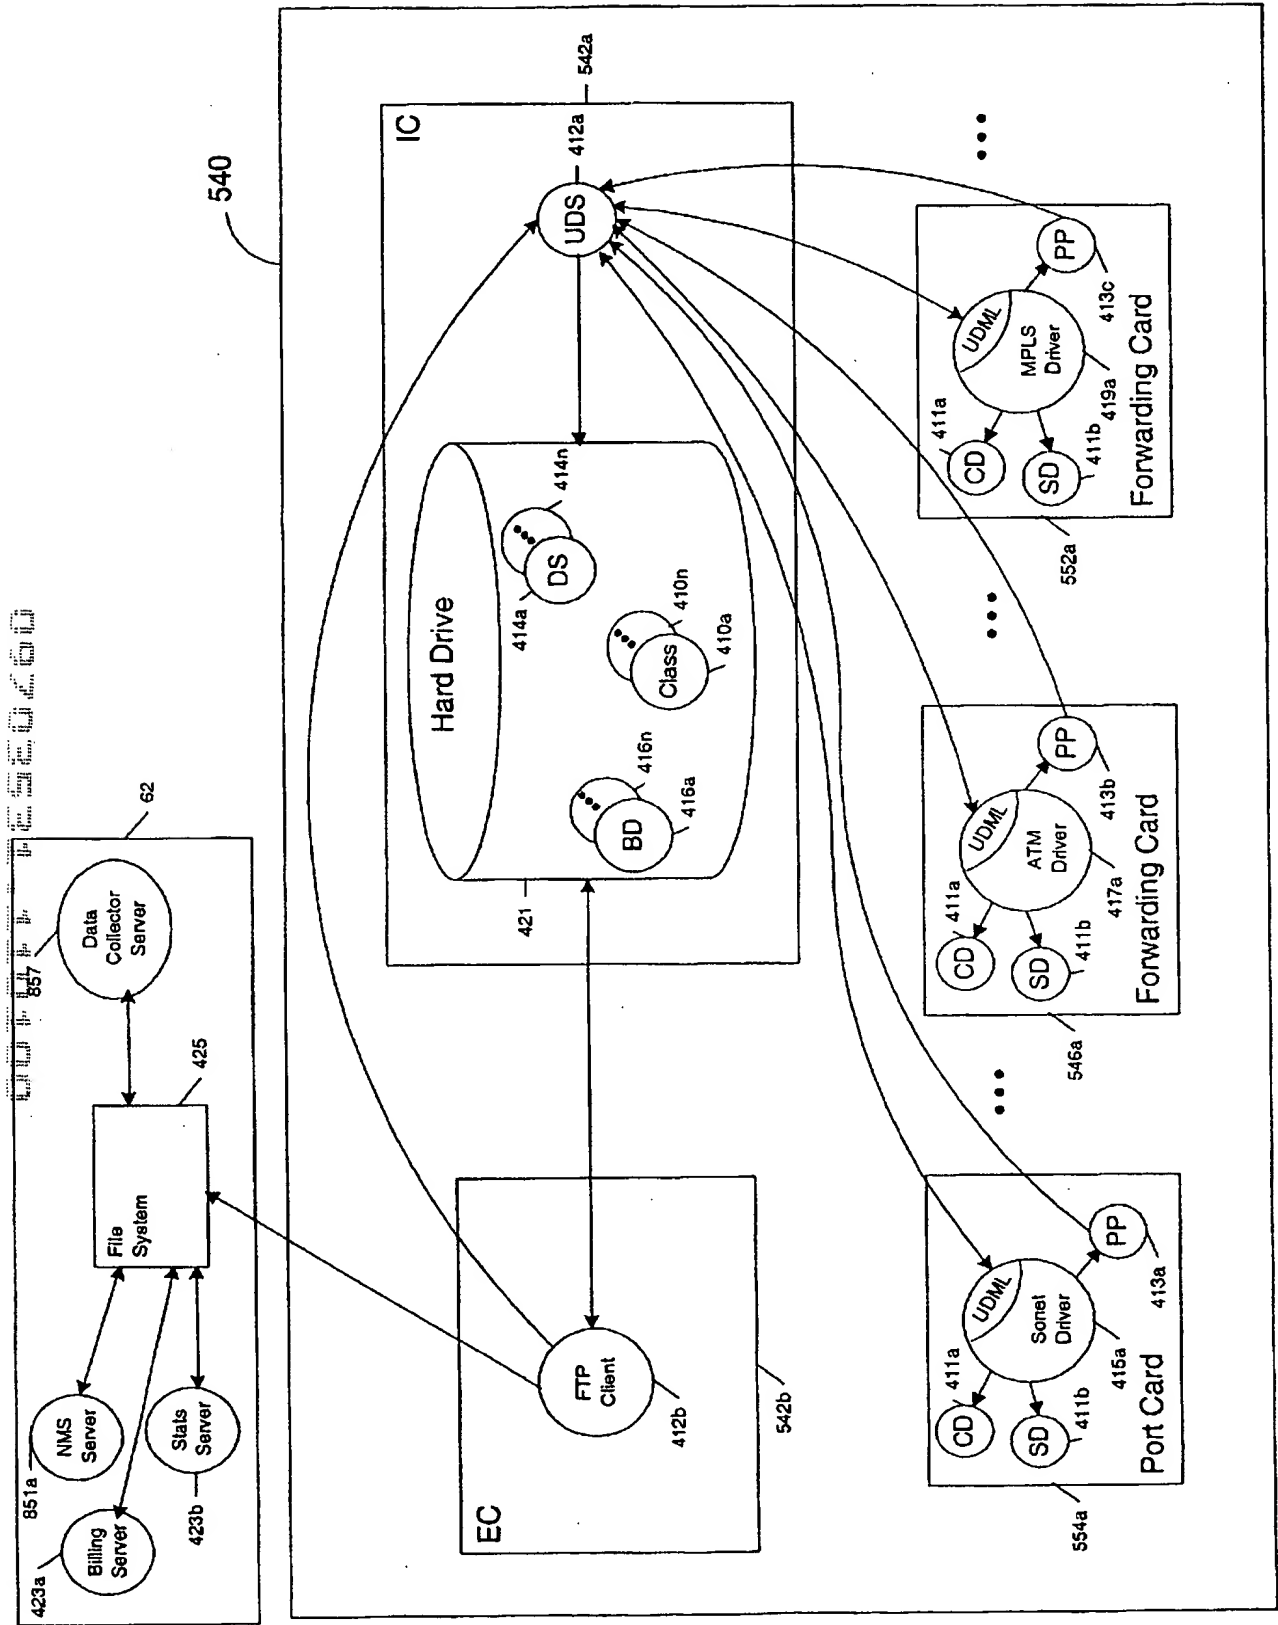 423a
Billing
Server
851a
NMS
Server
Stats
Server
423b
File
System
425
857
Data
Collector
Server
62
540
EC
FTP
Client
412b
542b
IC
542a
UDS
412a
Hard Drive
421
BD
416n
416a
DS
414n
414a
Class
410n
410a
•••
•••
•••
554a
Port Card
CD
411a
SD
411b
UDML
Sonet
Driver
415a
PP
413a
•••
546a
Forwarding Card
CD
411a
SD
411b
UDML
ATM
Driver
417a
PP
413b
•••
552a
Forwarding Card
CD
411a
SD
411b
UDML
MPLS
Driver
419a
PP
413c
•••